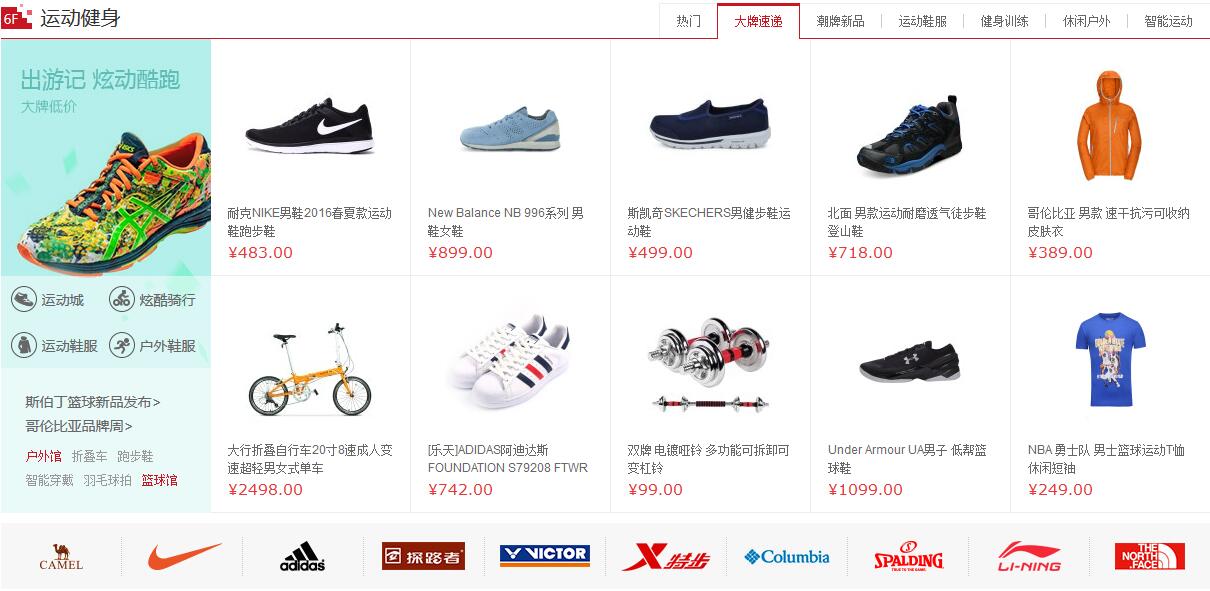 6F 运动健身
热门 大牌速递 潮牌新品 运动鞋服 健身训练 休闲户外 智能运动
出游记 炫动酷跑
大牌低价
asics
运动城 炫酷骑行
运动鞋服 户外鞋服
斯伯丁篮球新品发布>
哥伦比亚品牌周>
户外馆 折叠车 跑步鞋
智能穿戴 羽毛球拍 篮球馆
耐克NIKE男鞋2016春夏款运动
鞋跑步鞋
¥483.00
New Balance NB 996系列 男
鞋女鞋
¥899.00
斯凯奇SKECHERS男健步鞋运
动鞋
¥499.00
北面 男款运动耐磨透气徒步鞋
登山鞋
¥718.00
哥伦比亚 男款 速干抗污可收纳
皮肤衣
¥389.00
大行折叠自行车20寸8速成人变
速超轻男女式单车
¥2498.00
[乐天]ADIDAS阿迪达斯
FOUNDATION S79208 FTWR
¥742.00
双牌 电镀哑铃 多功能可拆卸可
变杠铃
¥99.00
Under Armour UA男子 低帮篮
球鞋
¥1099.00
NBA 勇士队 男士篮球运动T恤
休闲短袖
¥249.00
CAMEL
adidas
探路者
VICTOR
X特步
Columbia
SPALDING
TRUE TO THE GAME
LI-NING
THE
NORTH
FACE